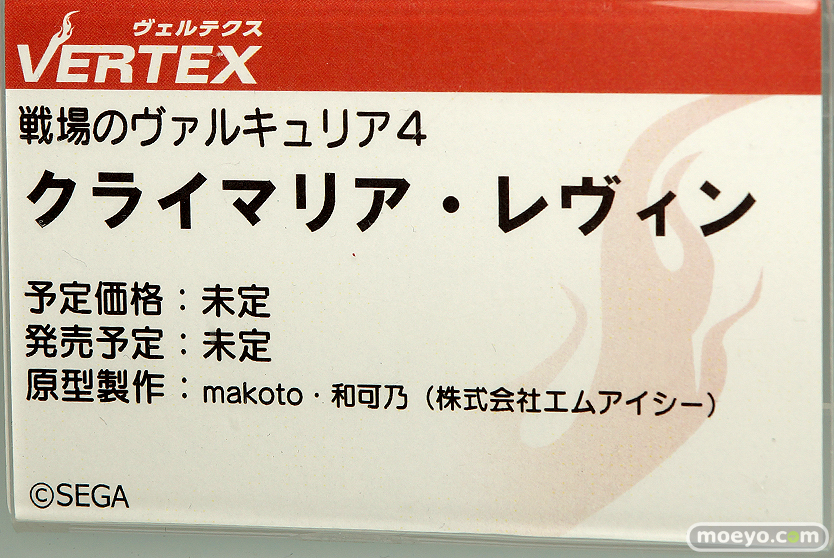 ヴェルテクス
VERTEX
戦場のヴァルキュリア4
クライマリア・レヴィン
予定価格：未定
発売予定：未定
原型製作：makoto・和可乃（株式会社エムアイシー）
©SEGA
moeyo.com